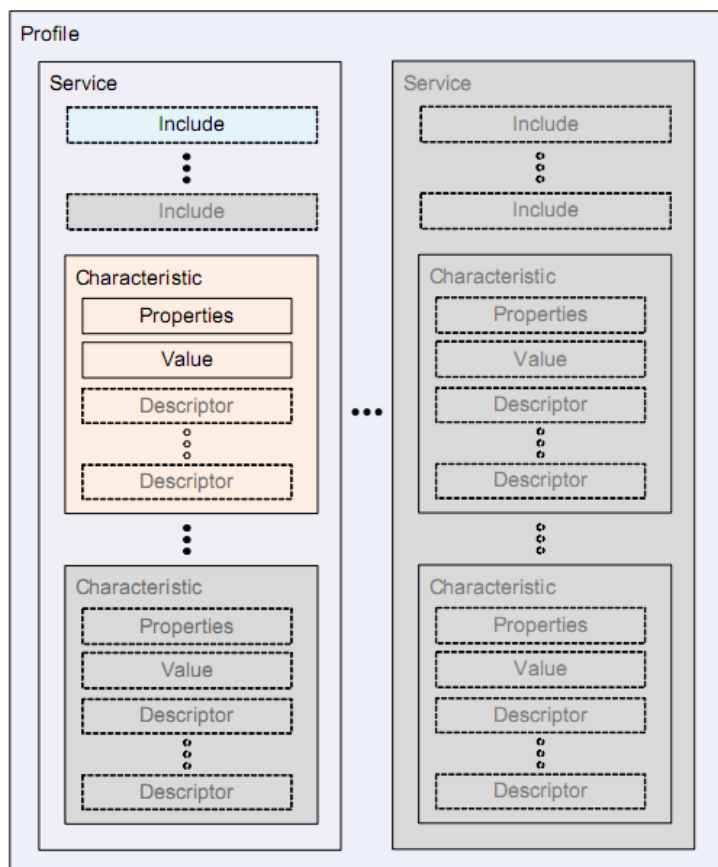 Profile
Service
Include
Include
Characteristic
Properties
Value
Descriptor
Descriptor
Characteristic
Properties
Value
Descriptor
Descriptor
Service
Include
Include
Characteristic
Properties
Value
Descriptor
Descriptor
Characteristic
Properties
Value
Descriptor
Descriptor